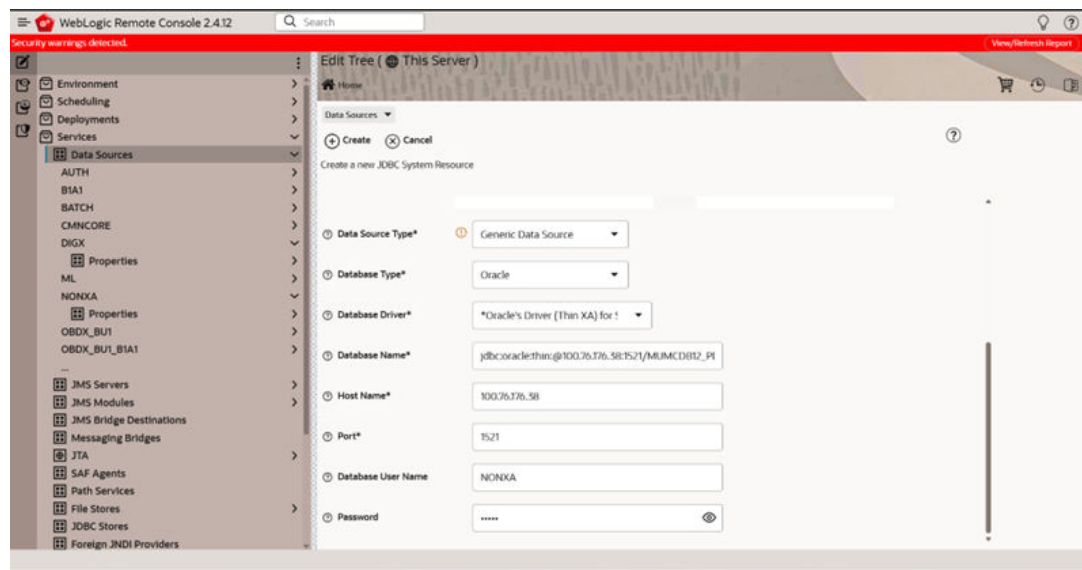 WebLogic Remote Console 2.4.12
Search
Security warnings detected.
View/Refresh Report
Edit Tree ( This Server )
Home
Environment
Scheduling
Deployments
Services
Data Sources
AUTH
B1A1
BATCH
CMNCORE
DIGX
Properties
ML
NONXA
Properties
OBDX_BU1
OBDX_BU1_B1A1
...
JMS Servers
JMS Modules
JMS Bridge Destinations
Messaging Bridges
JTA
SAF Agents
Path Services
File Stores
JDBC Stores
Foreign JNDI Providers
Data Sources
Create Cancel
Create a new JDBC System Resource
Data Source Type* Generic Data Source
Database Type* Oracle
Database Driver* *Oracle's Driver (Thin XA) for
Database Name* jdbc:oracle:thin:@100.76.176.38:1521/MUMCDB12_
Host Name* 100.76.176.38
Port* 1521
Database User Name NONXA
Password •••••